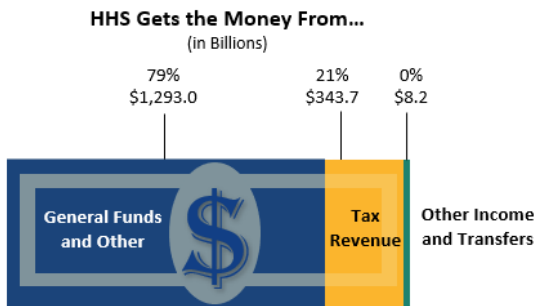 HHS Gets the Money From...
(in Billions)
79% 21% 0%
$1,293.0 $343.7 $8.2
General Funds
and Other
$
Tax
Revenue
Other Income
and Transfers